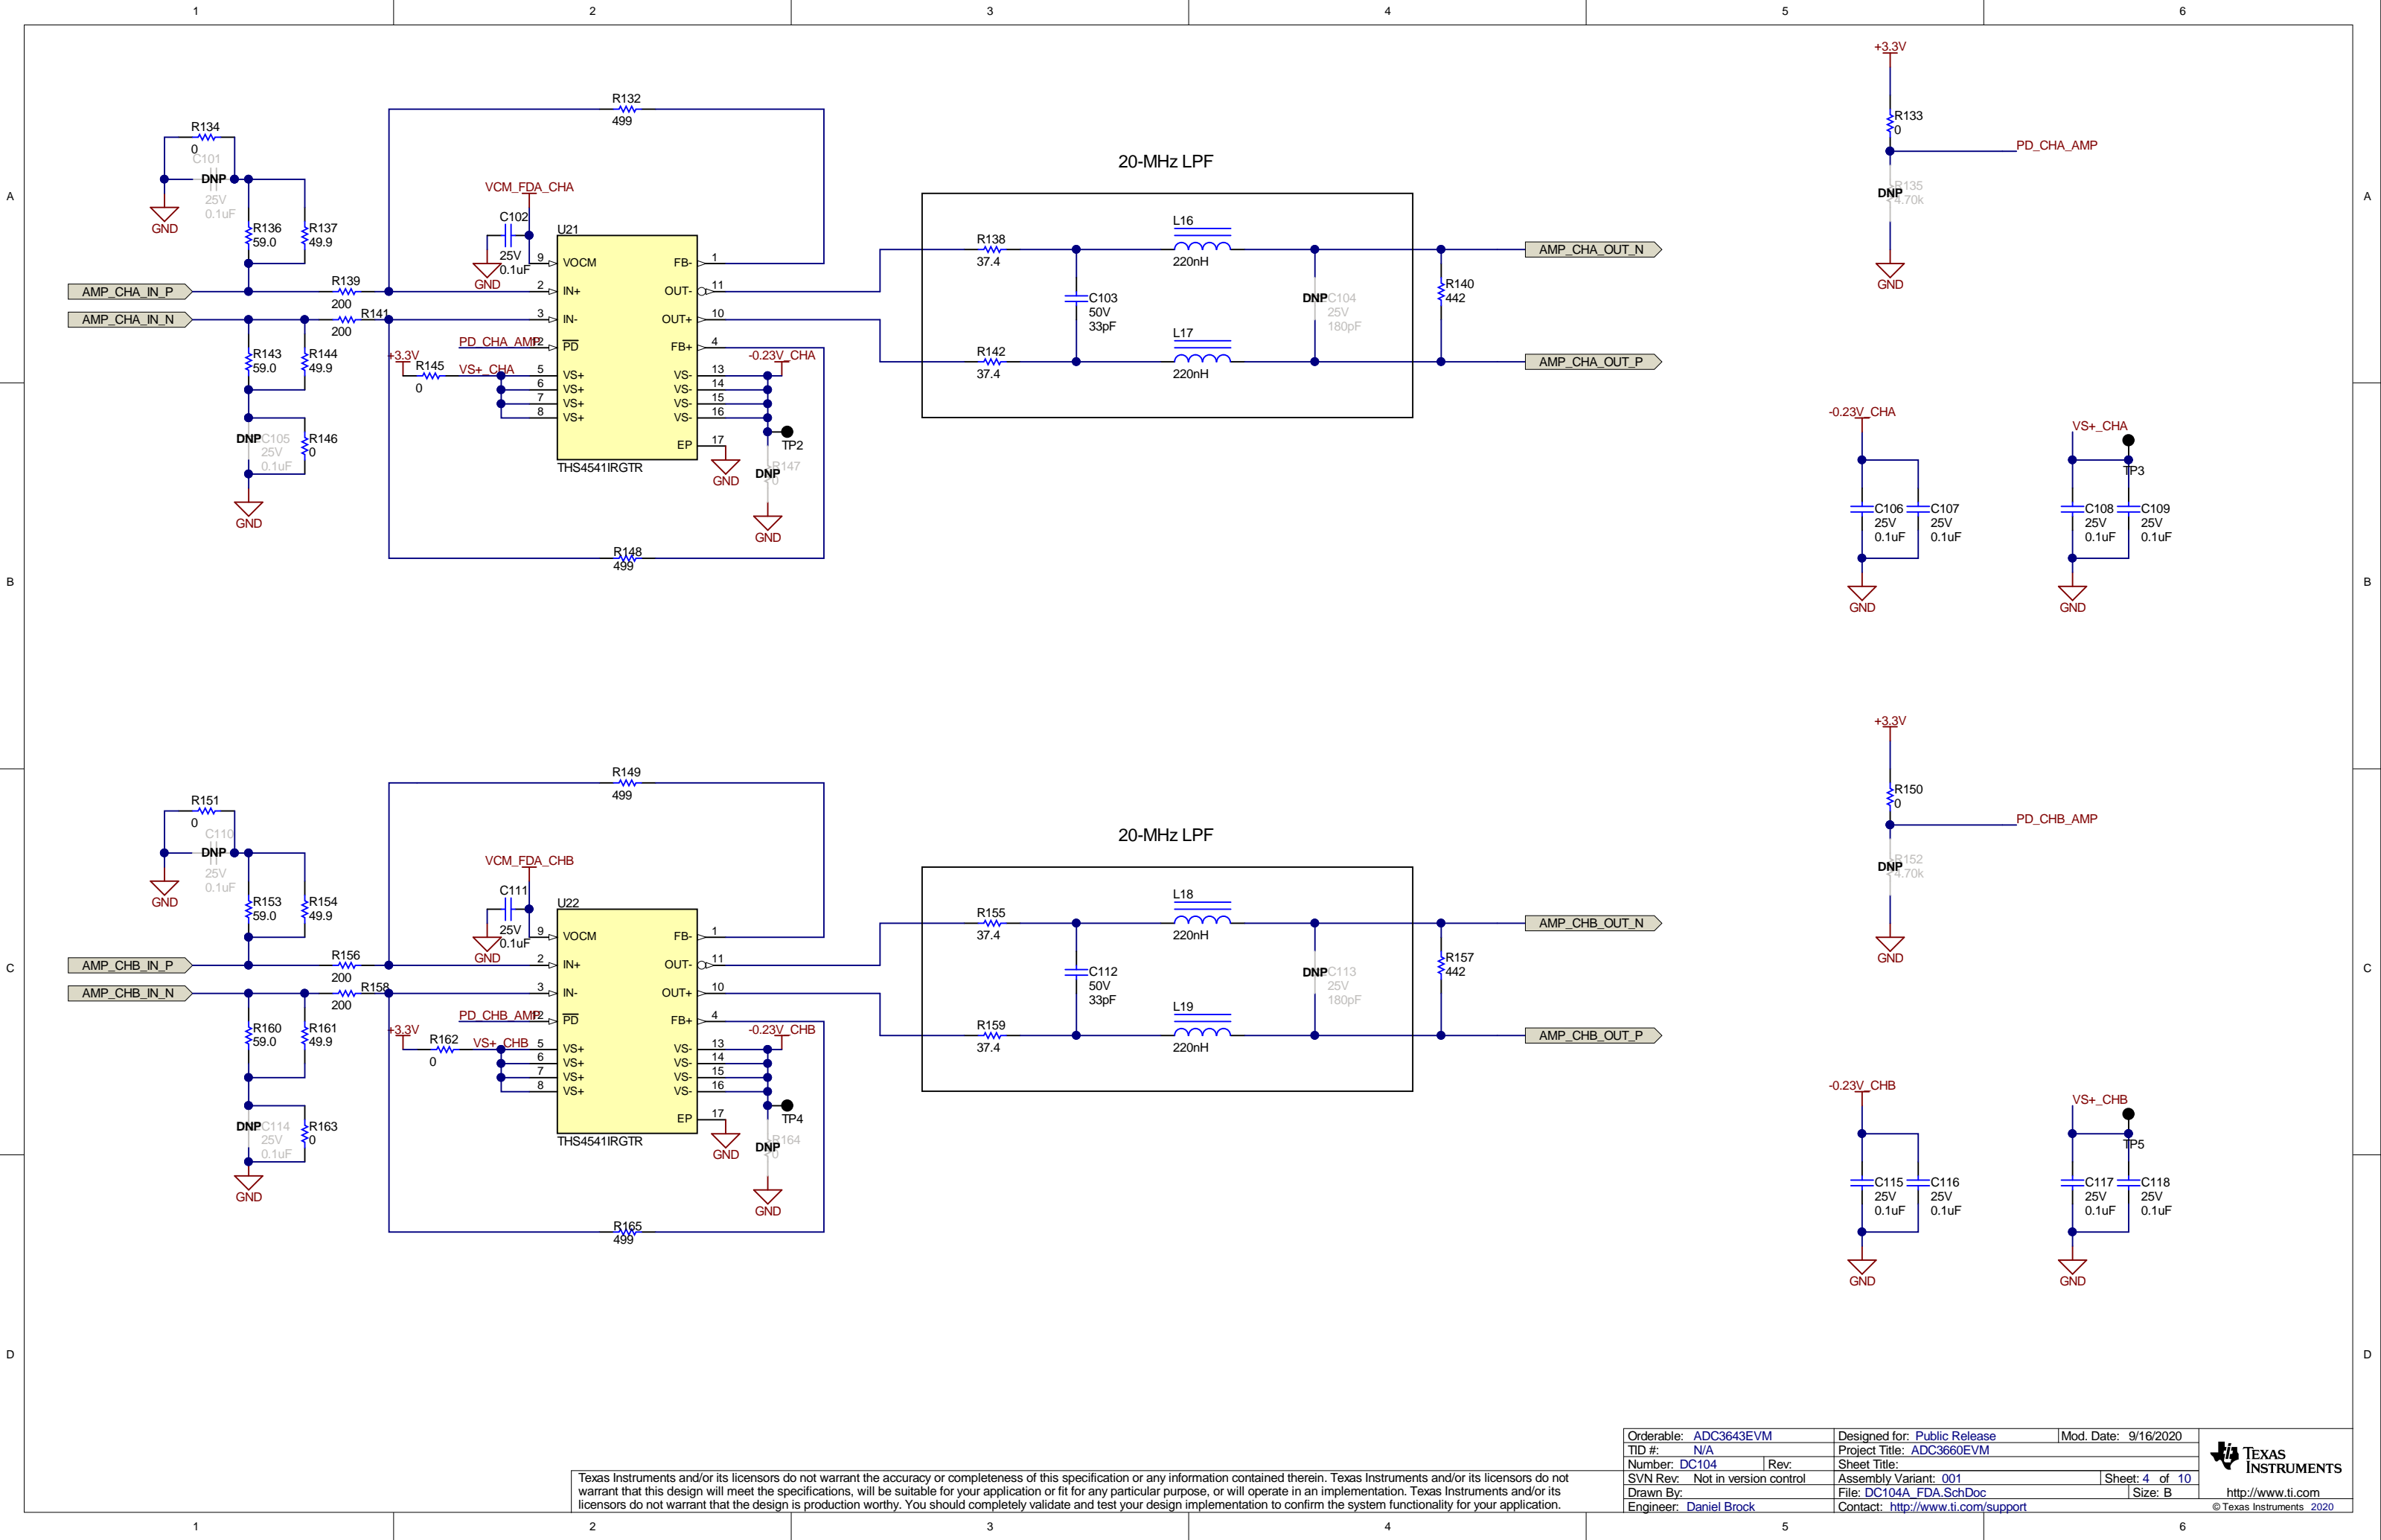 1 2 3 4 5 6
A
B
C
D
A
B
C
D
R134
0
C101
DNP
25V
0.1uF
GND
R136
59.0
R137
49.9
AMP_CHA_IN_P
AMP_CHA_IN_N
R139
200
R141
200
R143
59.0
R144
49.9
DNP
C105
25V
0.1uF
R146
0
GND
R132
499
VCM_FDA_CHA
C102
25V
0.1uF
GND
U21
9 VOCM
2 IN+
3 IN-
PD_CHA_AMP
12 PD
+3.3V
R145
0
VS+_CHA
5 VS+
6 VS+
7 VS+
8 VS+
FB- 1
OUT- 11
OUT+ 10
FB+ 4
VS- 13
VS- 14
VS- 15
VS- 16
EP 17
THS4541IRGTR
GND
-0.23V_CHA
TP2
R147
DNP
0
GND
R148
499
20-MHz LPF
R138
37.4
R142
37.4
C103
50V
33pF
L16
220nH
L17
220nH
DNP
C104
25V
180pF
R140
442
AMP_CHA_OUT_N
AMP_CHA_OUT_P
+3.3V
R133
0
PD_CHA_AMP
R135
DNP
4.70k
GND
-0.23V_CHA
C106
25V
0.1uF
C107
25V
0.1uF
GND
VS+_CHA
TP3
C108
25V
0.1uF
C109
25V
0.1uF
GND
R151
0
C110
DNP
25V
0.1uF
GND
R153
59.0
R154
49.9
AMP_CHB_IN_P
AMP_CHB_IN_N
R156
200
R158
200
R160
59.0
R161
49.9
DNP
C114
25V
0.1uF
R163
0
GND
R149
499
VCM_FDA_CHB
C111
25V
0.1uF
GND
U22
9 VOCM
2 IN+
3 IN-
PD_CHB_AMP
12 PD
+3.3V
R162
0
VS+_CHB
5 VS+
6 VS+
7 VS+
8 VS+
FB- 1
OUT- 11
OUT+ 10
FB+ 4
VS- 13
VS- 14
VS- 15
VS- 16
EP 17
THS4541IRGTR
GND
-0.23V_CHB
TP4
R164
DNP
0
GND
R165
499
20-MHz LPF
R155
37.4
R159
37.4
C112
50V
33pF
L18
220nH
L19
220nH
DNP
C113
25V
180pF
R157
442
AMP_CHB_OUT_N
AMP_CHB_OUT_P
+3.3V
R150
0
PD_CHB_AMP
R152
DNP
4.70k
GND
-0.23V_CHB
C115
25V
0.1uF
C116
25V
0.1uF
GND
VS+_CHB
TP5
C117
25V
0.1uF
C118
25V
0.1uF
GND
Texas Instruments and/or its licensors do not warrant the accuracy or completeness of this specification or any information contained therein. Texas Instruments and/or its licensors do not
warrant that this design will meet the specifications, will be suitable for your application or fit for any particular purpose, or will operate in an implementation. Texas Instruments and/or its
licensors do not warrant that the design is production worthy. You should completely validate and test your design implementation to confirm the system functionality for your application.
Orderable: ADC3643EVM Designed for: Public Release Mod. Date: 9/16/2020
TID #: N/A Project Title: ADC3660EVM
Number: DC104 Rev: Sheet Title:
SVN Rev: Not in version control Assembly Variant: 001 Sheet: 4 of 10
Drawn By: File: DC104A_FDA.SchDoc Size: B
Engineer: Daniel Brock Contact: http://www.ti.com/support
TEXAS
INSTRUMENTS
http://www.ti.com
© Texas Instruments 2020
1 2 3 4 5 6